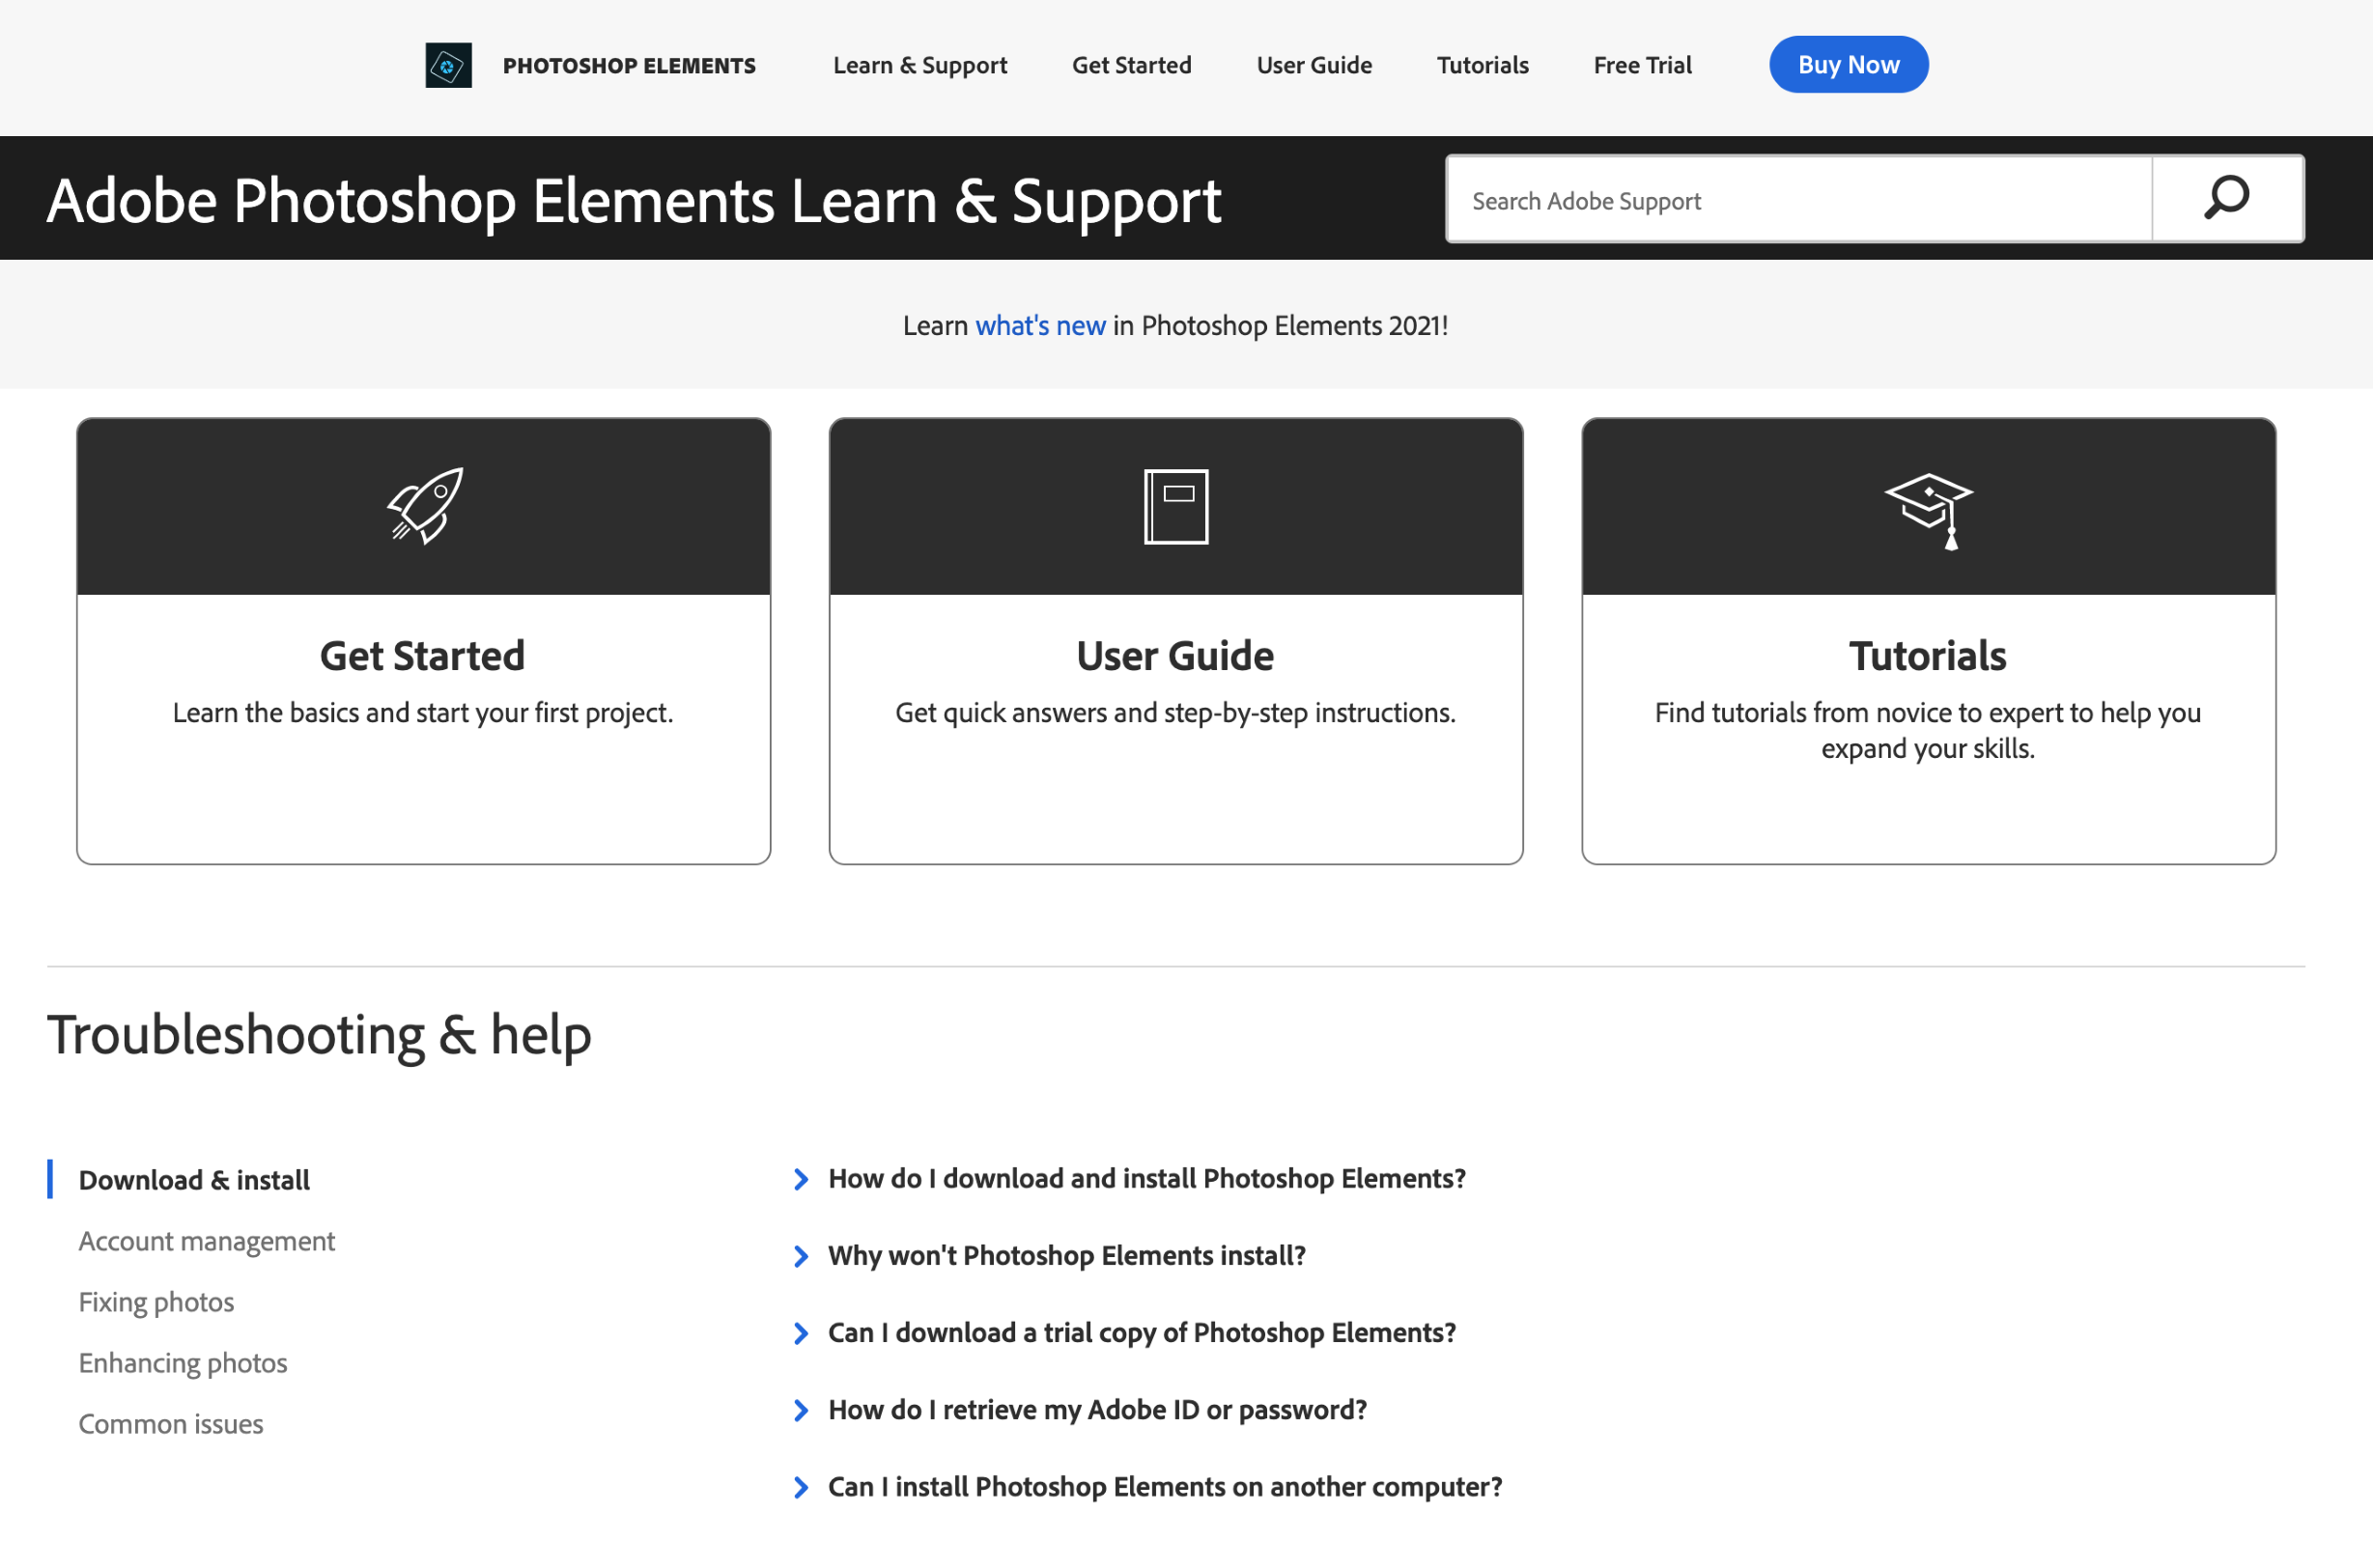 PHOTOSHOP ELEMENTS Learn & Support Get Started User Guide Tutorials Free Trial Buy Now
Adobe Photoshop Elements Learn & Support
Search Adobe Support
Learn what's new in Photoshop Elements 2021!
Get Started
Learn the basics and start your first project.
User Guide
Get quick answers and step-by-step instructions.
Tutorials
Find tutorials from novice to expert to help you
expand your skills.
Troubleshooting & help
Download & install
Account management
Fixing photos
Enhancing photos
Common issues
How do I download and install Photoshop Elements?
Why won't Photoshop Elements install?
Can I download a trial copy of Photoshop Elements?
How do I retrieve my Adobe ID or password?
Can I install Photoshop Elements on another computer?